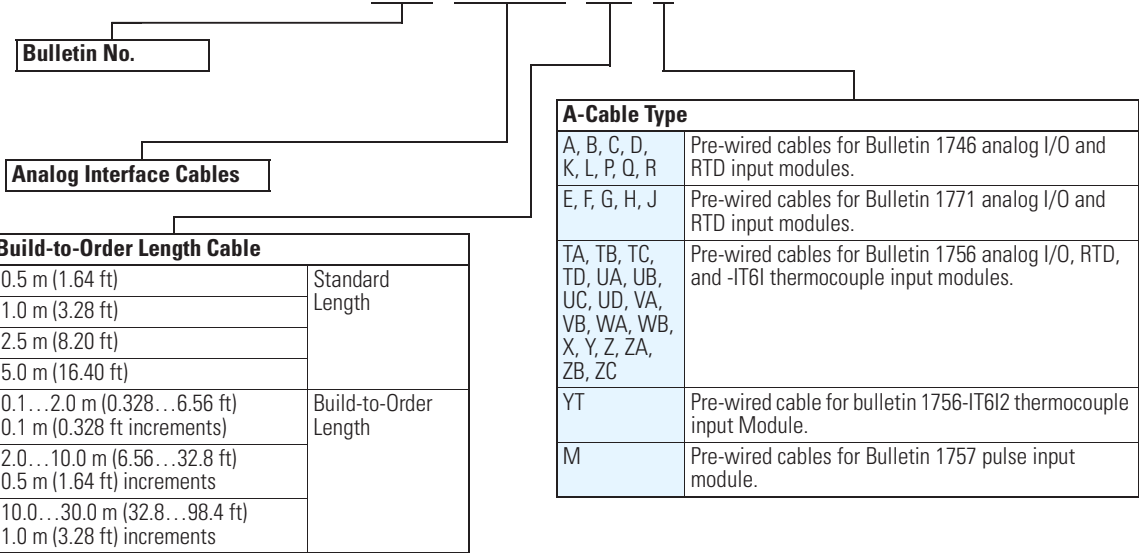 Bulletin No.
Analog Interface Cables
Build-to-Order Length Cable
0.5 m (1.64 ft)
Standard
Length
1.0 m (3.28 ft)
2.5 m (8.20 ft)
5.0 m (16.40 ft)
0.1…2.0 m (0.328…6.56 ft)
0.1 m (0.328 ft increments)
Build-to-Order
Length
2.0…10.0 m (6.56…32.8 ft)
0.5 m (1.64 ft) increments
10.0…30.0 m (32.8…98.4 ft)
1.0 m (3.28 ft) increments
A-Cable Type
A, B, C, D,
K, L, P, Q, R
Pre-wired cables for Bulletin 1746 analog I/O and
RTD input modules.
E, F, G, H, J
Pre-wired cables for Bulletin 1771 analog I/O and
RTD input modules.
TA, TB, TC,
TD, UA, UB,
UC, UD, VA,
VB, WA, WB,
X, Y, Z, ZA,
ZB, ZC
Pre-wired cables for Bulletin 1756 analog I/O, RTD,
and -IT6I thermocouple input modules.
YT
Pre-wired cable for bulletin 1756-IT6I2 thermocouple
input Module.
M
Pre-wired cables for Bulletin 1757 pulse input
module.